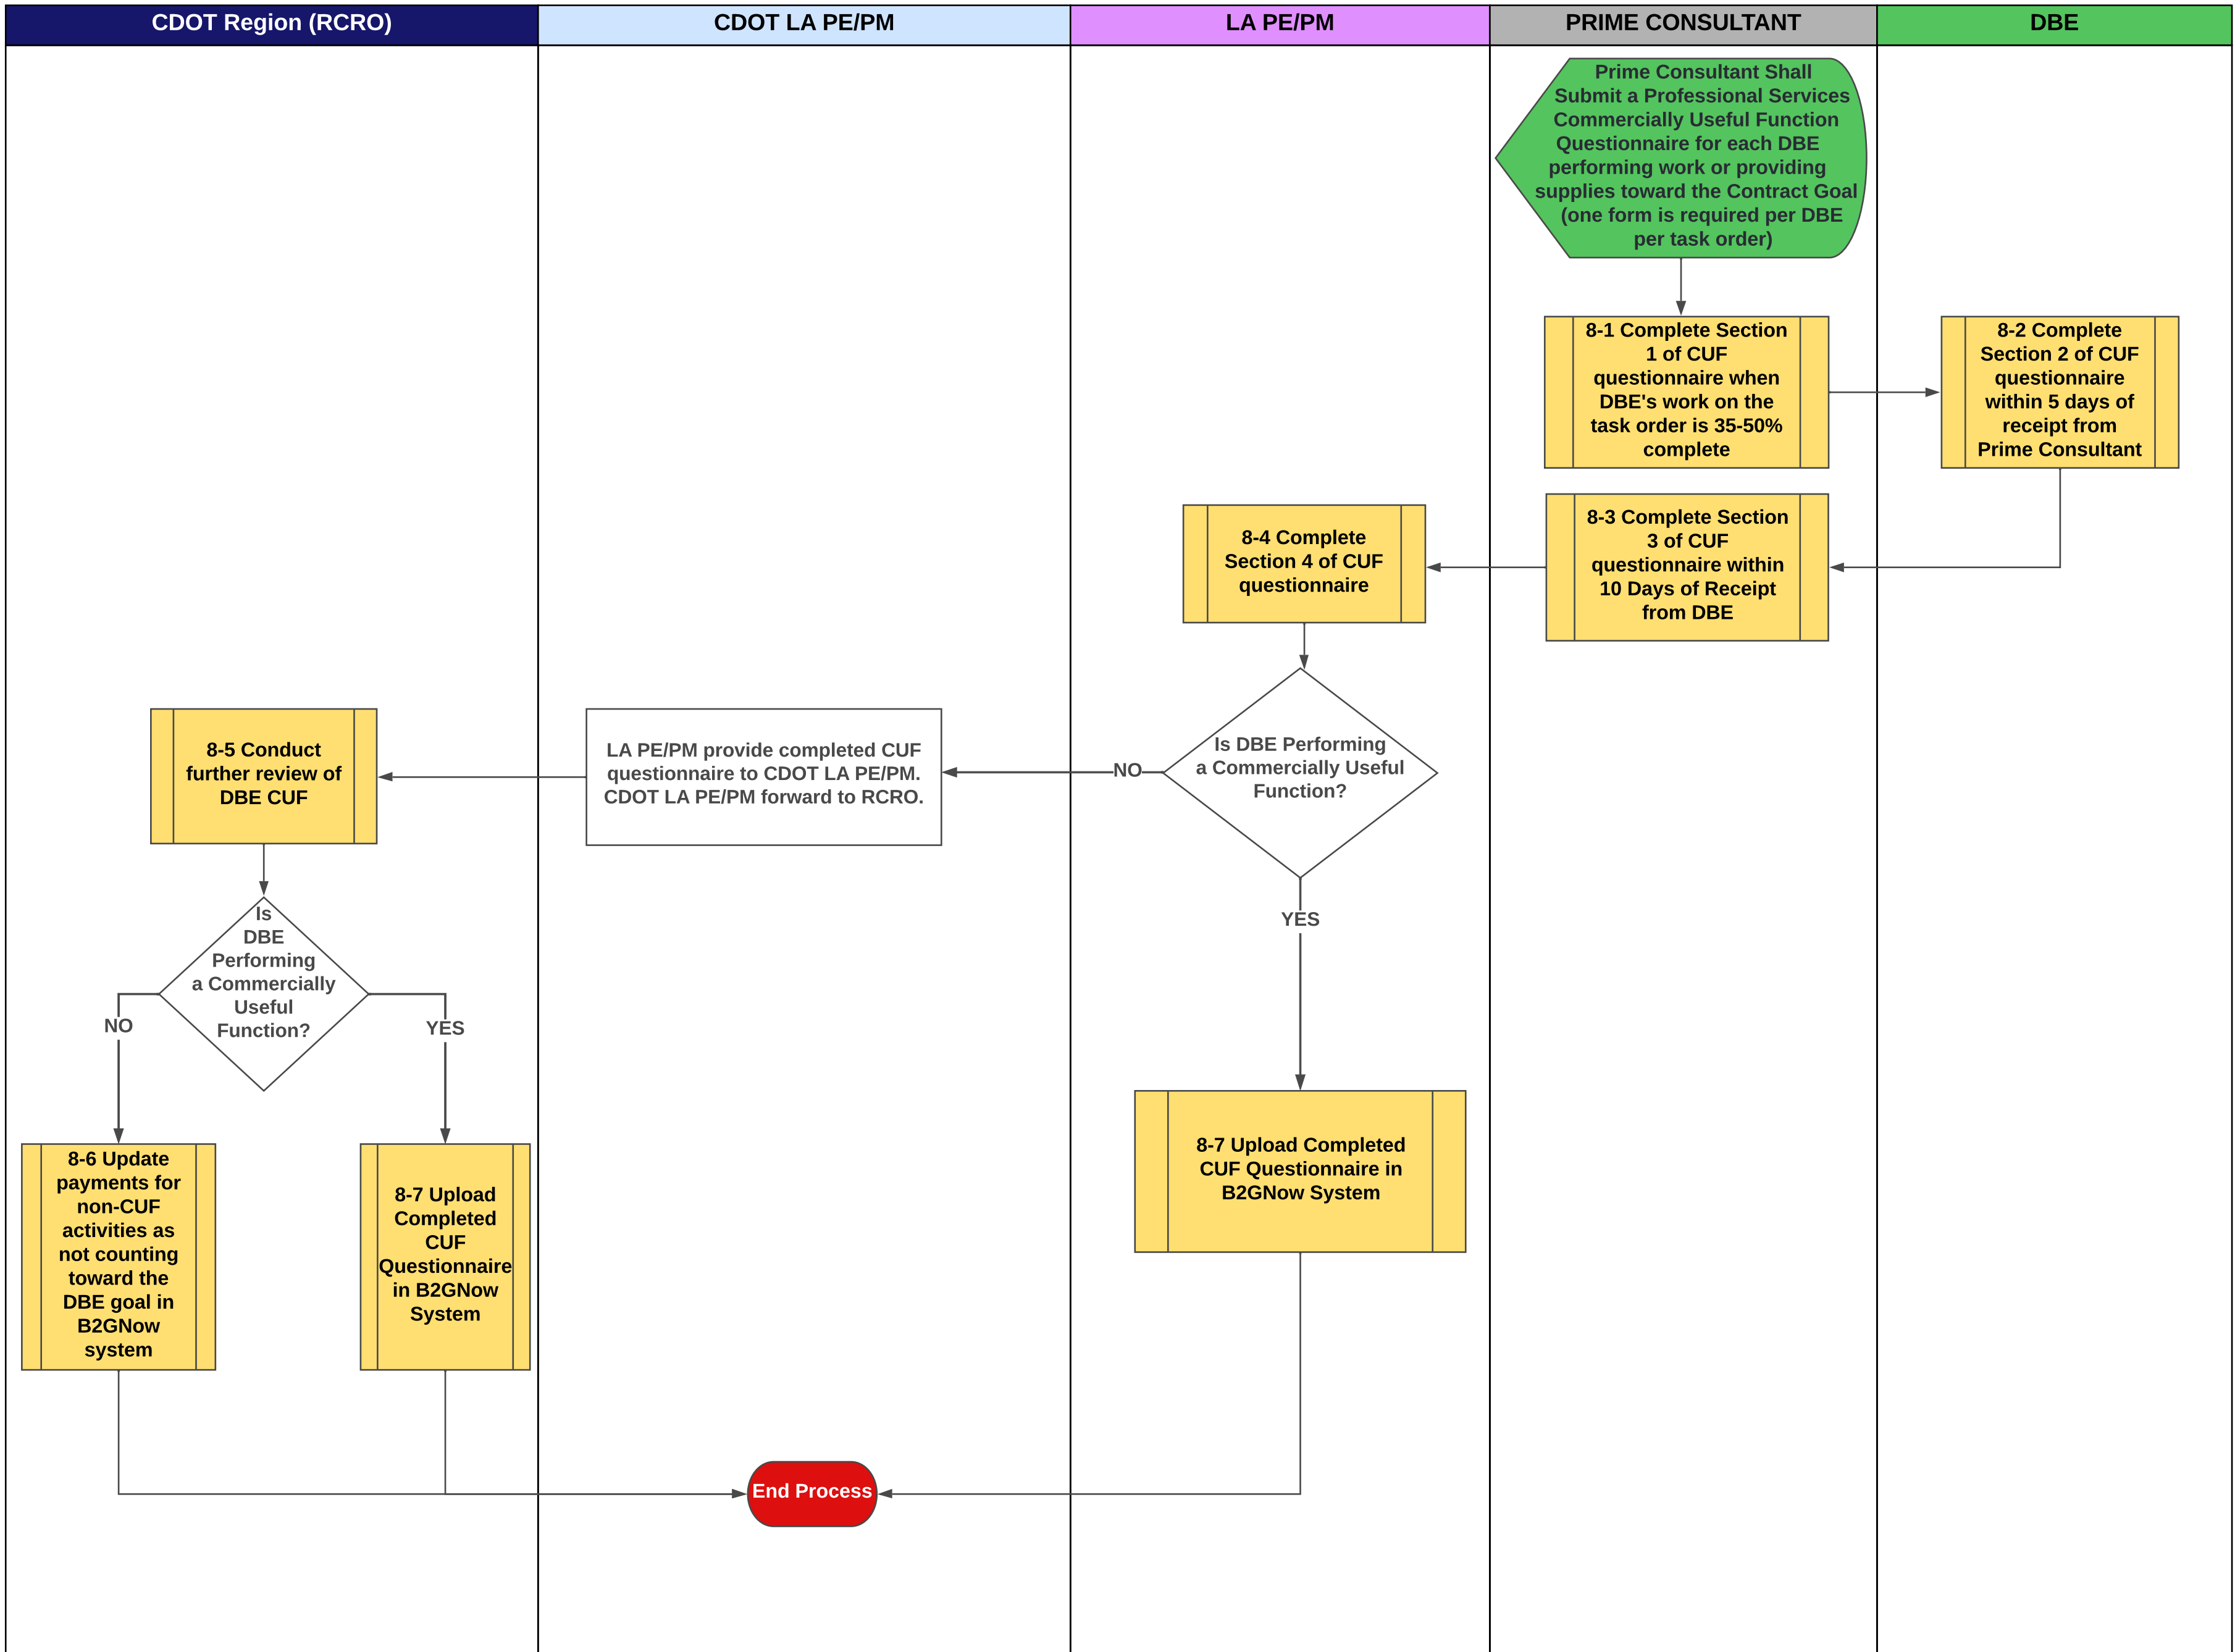 CDOT Region (RCRO)
CDOT LA PE/PM
LA PE/PM
PRIME CONSULTANT
DBE
Prime Consultant Shall
Submit a Professional Services
Commercially Useful Function
Questionnaire for each DBE
performing work or providing
supplies toward the Contract Goal
(one form is required per DBE
per task order)
8-1 Complete Section
1 of CUF
questionnaire when
DBE's work on the
task order is 35-50%
complete
8-2 Complete
Section 2 of CUF
questionnaire
within 5 days of
receipt from
Prime Consultant
8-3 Complete Section
3 of CUF
questionnaire within
10 Days of Receipt
from DBE
8-4 Complete
Section 4 of CUF
questionnaire
Is DBE Performing
a Commercially Useful
Function?
NO
LA PE/PM provide completed CUF
questionnaire to CDOT LA PE/PM.
CDOT LA PE/PM forward to RCRO.
8-5 Conduct
further review of
DBE CUF
Is
DBE
Performing
a Commercially
Useful
Function?
NO
YES
YES
8-6 Update
payments for
non-CUF
activities as
not counting
toward the
DBE goal in
B2GNow
system
8-7 Upload
Completed
CUF
Questionnaire
in B2GNow
System
8-7 Upload Completed
CUF Questionnaire in
B2GNow System
End Process